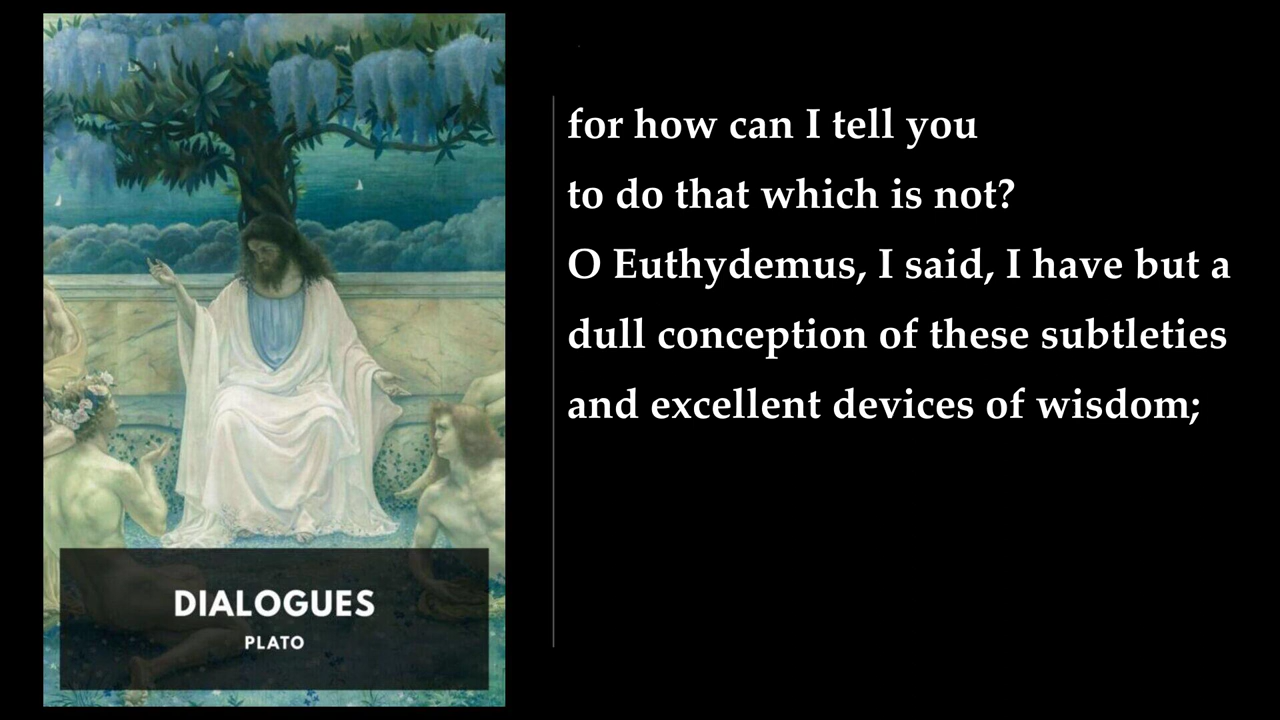 for how can I tell you
to do that which is not?
O Euthydemus, I said, I have but a
dull conception of these subtleties
and excellent devices of wisdom;
DIALOGUES
PLATO